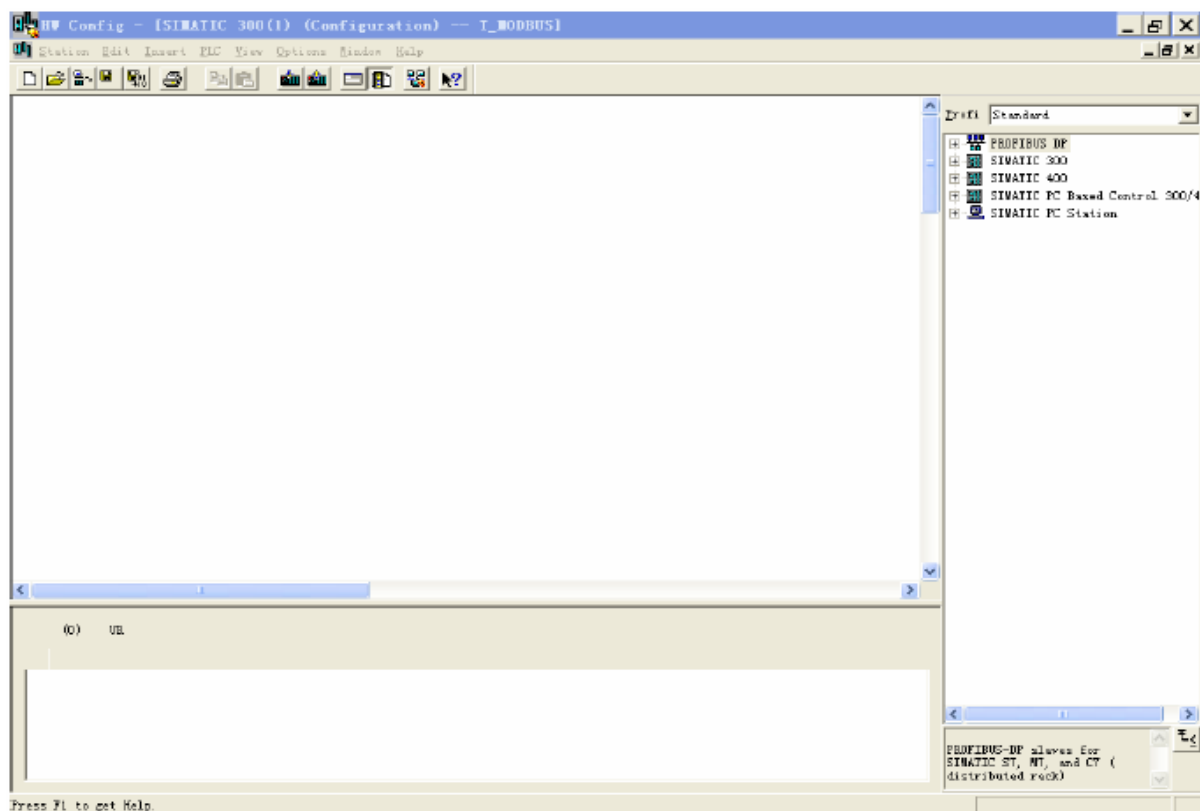 HW Config - [SIMATIC 300(1) (Configuration) -- T_MODBUS]
Station Edit Insert PLC View Options Window Help
Profi Standard
PROFIBUS DP
SIMATIC 300
SIMATIC 400
SIMATIC PC Based Control 300/4
SIMATIC PC Station
(0) UR
PROFIBUS-DP slaves for
SIMATIC S7, M7, and C7 (
distributed rack)
Press F1 to get Help.